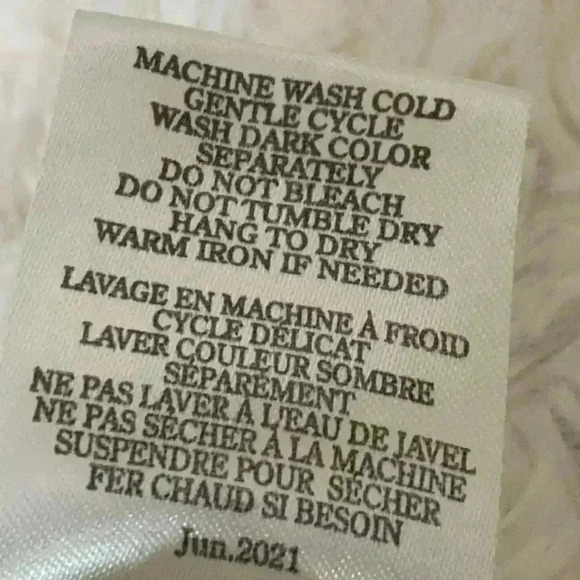 MACHINE WASH COLD
GENTLE CYCLE
WASH DARK COLOR
SEPARATELY
DO NOT BLEACH
DO NOT TUMBLE DRY
HANG TO DRY
WARM IRON IF NEEDED
LAVAGE EN MACHINE À FROID
CYCLE DÉLICAT
LAVER COULEUR SOMBRE
SÉPARÉMENT
NE PAS LAVER À L'EAU DE JAVEL
NE PAS SÉCHER À LA MACHINE
SUSPENDRE POUR SÉCHER
FER CHAUD SI BESOIN
Jun.2021